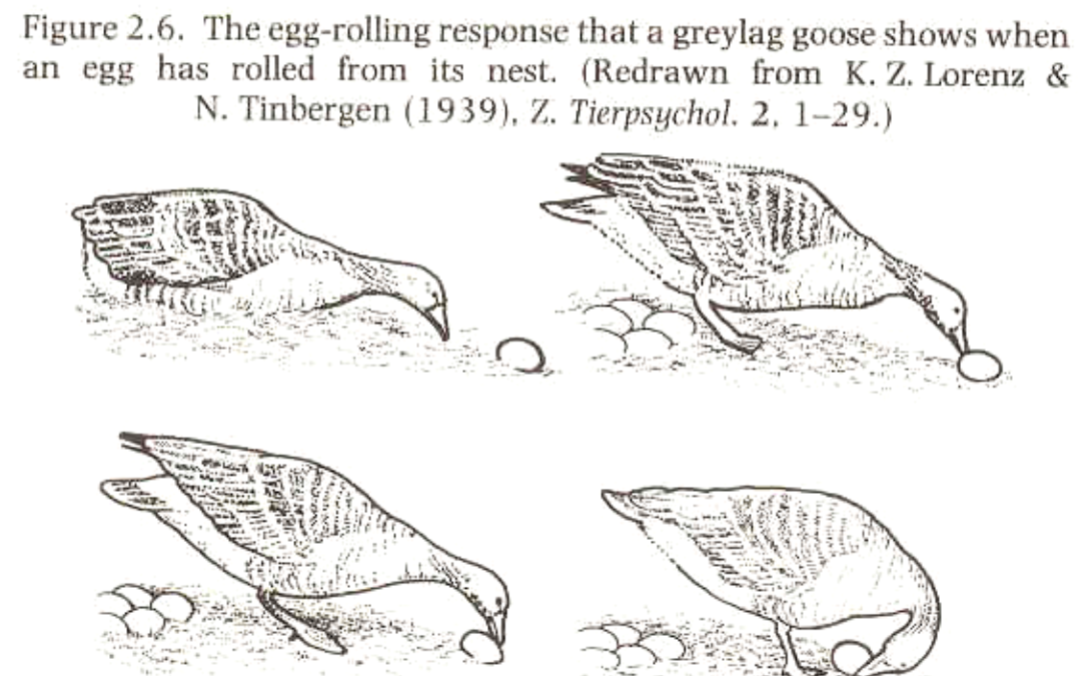 Figure 2.6. The egg-rolling response that a greylag goose shows when
an egg has rolled from its nest. (Redrawn from K. Z. Lorenz &
N. Tinbergen (1939), Z. Tierpsychol. 2, 1–29.)